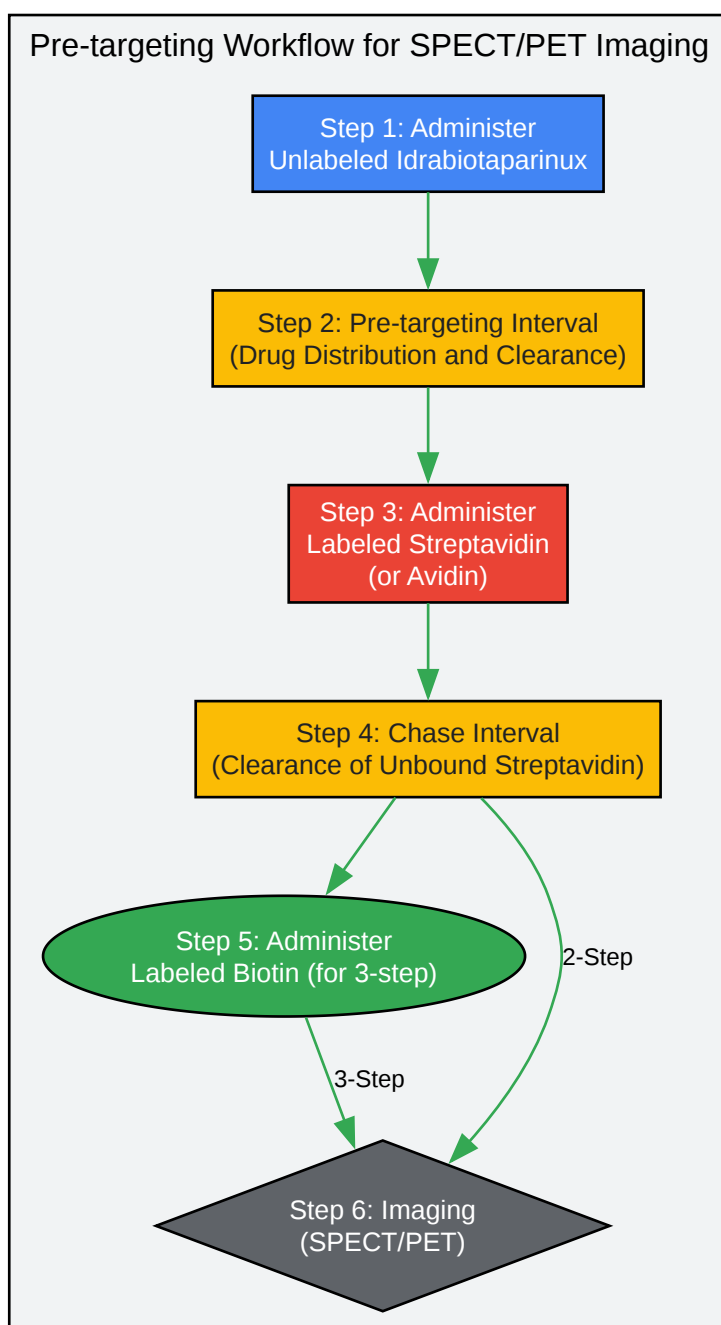 Pre-targeting Workflow for SPECT/PET Imaging
Step 1: Administer
Unlabeled Idrabiotaparinux
Step 2: Pre-targeting Interval
(Drug Distribution and Clearance)
Step 3: Administer
Labeled Streptavidin
(or Avidin)
Step 4: Chase Interval
(Clearance of Unbound Streptavidin)
Step 5: Administer
Labeled Biotin (for 3-step)
2-Step
3-Step
Step 6: Imaging
(SPECT/PET)